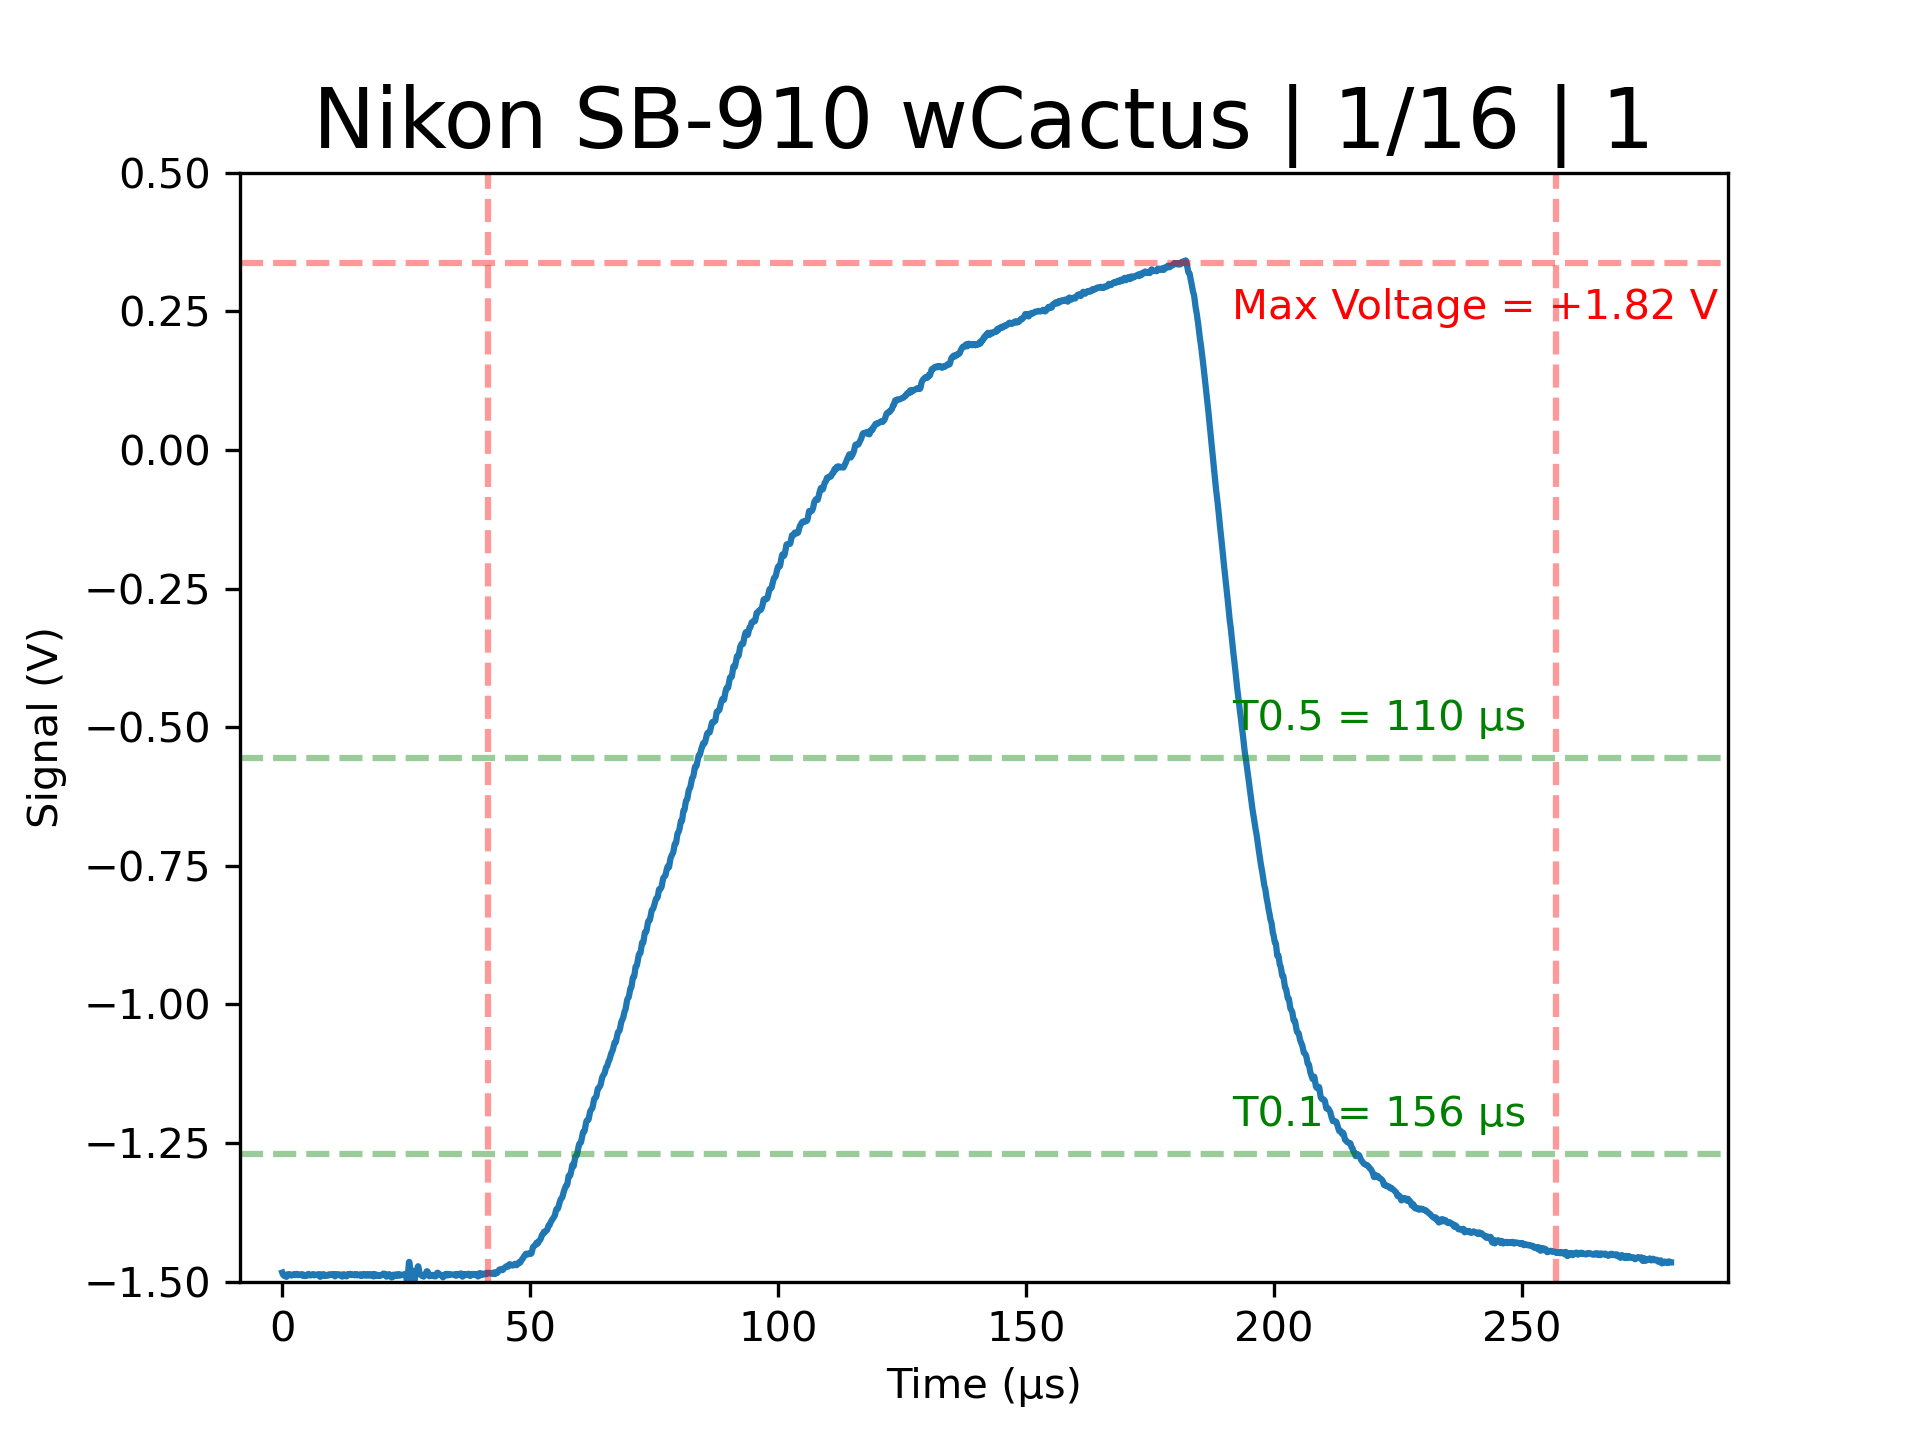 Nikon SB-910 wCactus | 1/16 | 1
0.50
0.25
0.00
−0.25
−0.50
−0.75
−1.00
−1.25
−1.50
Signal (V)
Max Voltage = +1.82 V
T0.5 = 110 µs
T0.1 = 156 µs
0 50 100 150 200 250
Time (µs)